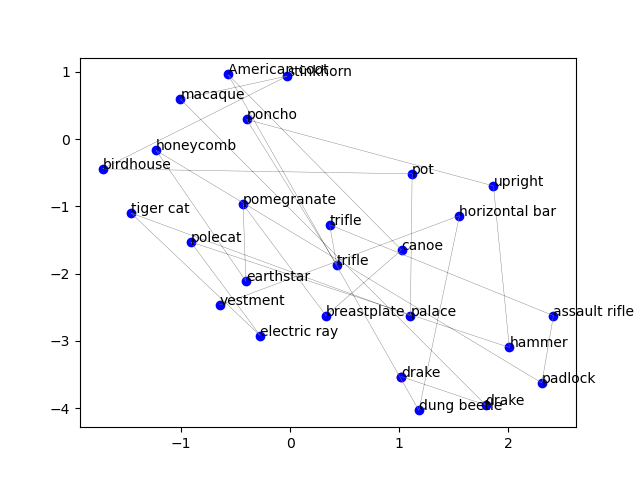 1
0
−1
−2
−3
−4
American coot
stinkhorn
macaque
poncho
honeycomb
birdhouse
pot
upright
pomegranate
tiger cat
trifle
horizontal bar
polecat
canoe
trifle
earthstar
vestment
breastplate
palace
assault rifle
electric ray
hammer
drake
padlock
dung beetle
drake
−1
0
1
2